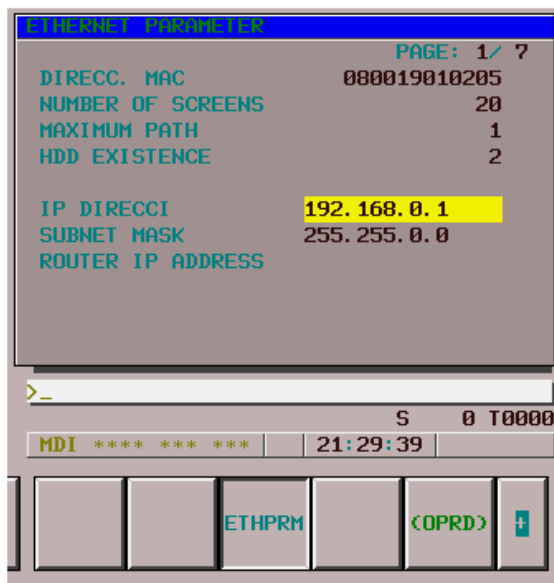 ETHERNET PARAMETER
PAGE: 1/ 7
DIRECC. MAC 080019010205
NUMBER OF SCREENS 20
MAXIMUM PATH 1
HDD EXISTENCE 2
IP DIRECCI 192.168.0.1
SUBNET MASK 255.255.0.0
ROUTER IP ADDRESS
>_
S 0 T0000
MDI **** *** *** 21:29:39
ETHPRM (OPRD) +